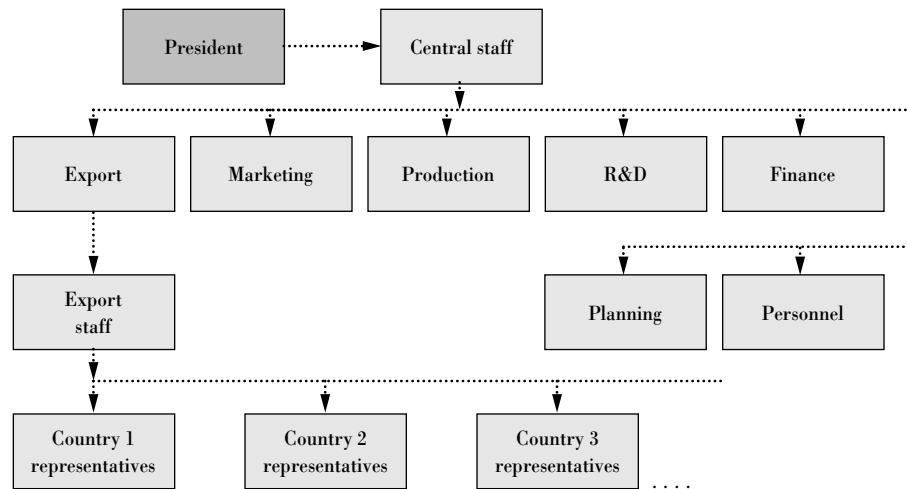 President
Central staff
Export
Marketing
Production
R&D
Finance
Export
staff
Planning
Personnel
Country 1
representatives
Country 2
representatives
Country 3
representatives
. . . .